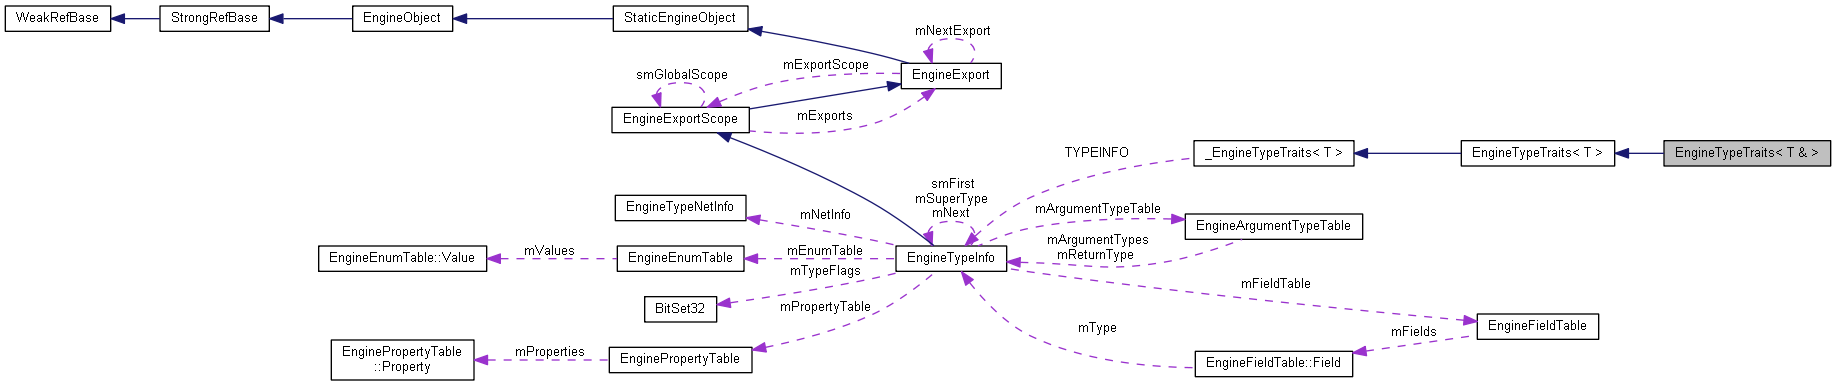 WeakRefBase
StrongRefBase
EngineObject
StaticEngineObject
mNextExport
mExportScope
EngineExport
smGlobalScope
EngineExportScope
mExports
TYPEINFO
_EngineTypeTraits< T >
EngineTypeTraits< T >
EngineTypeTraits< T & >
smFirst
mSuperType
mNext
EngineTypeNetInfo
mNetInfo
mArgumentTypeTable
EngineArgumentTypeTable
mArgumentTypes
mReturnType
EngineEnumTable::Value
mValues
EngineEnumTable
mEnumTable
EngineTypeInfo
mTypeFlags
BitSet32
mPropertyTable
mFieldTable
mType
EngineFieldTable
mFields
EnginePropertyTable
::Property
mProperties
EnginePropertyTable
EngineFieldTable::Field